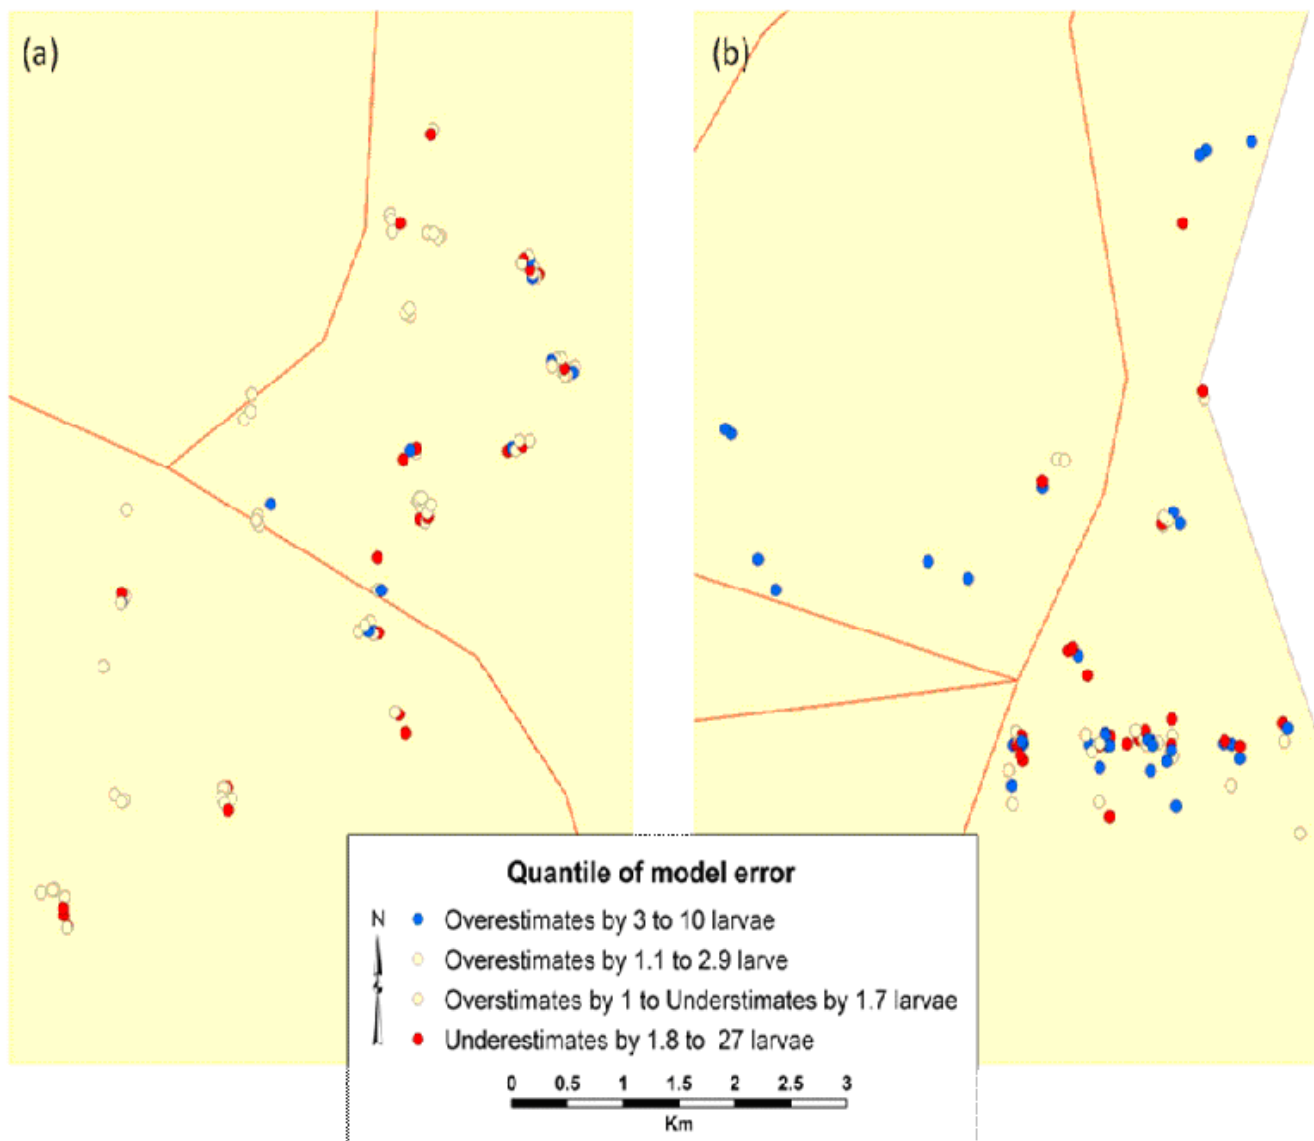 (a)
(b)
Quantile of model error
N
Overestimates by 3 to 10 larvae
Overestimates by 1.1 to 2.9 larve
Overstimates by 1 to Understimates by 1.7 larvae
Underestimates by 1.8 to 27 larvae
0 0.5 1 1.5 2 2.5 3
Km